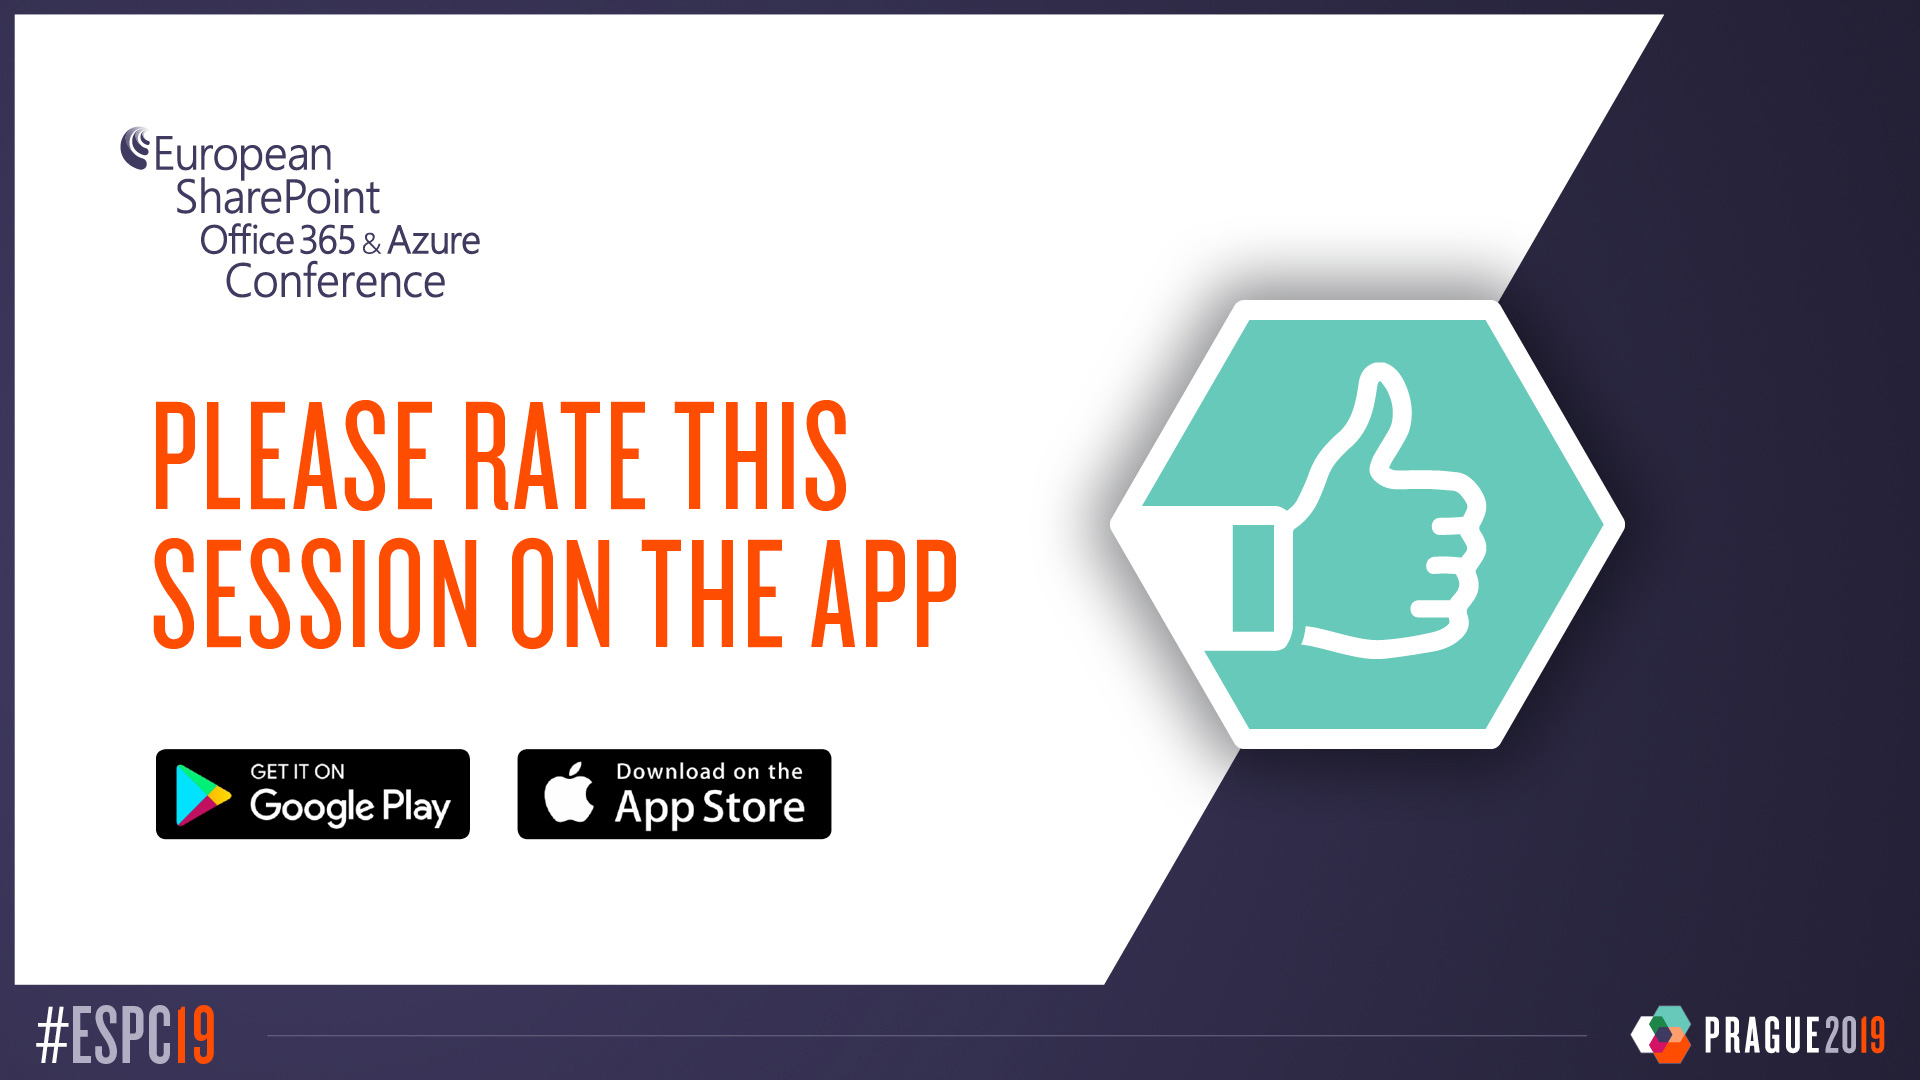 European
SharePoint
Office 365 & Azure
Conference
PLEASE RATE THIS
SESSION ON THE APP
GET IT ON
Google Play
Download on the
App Store
#ESPC19
PRAGUE2019